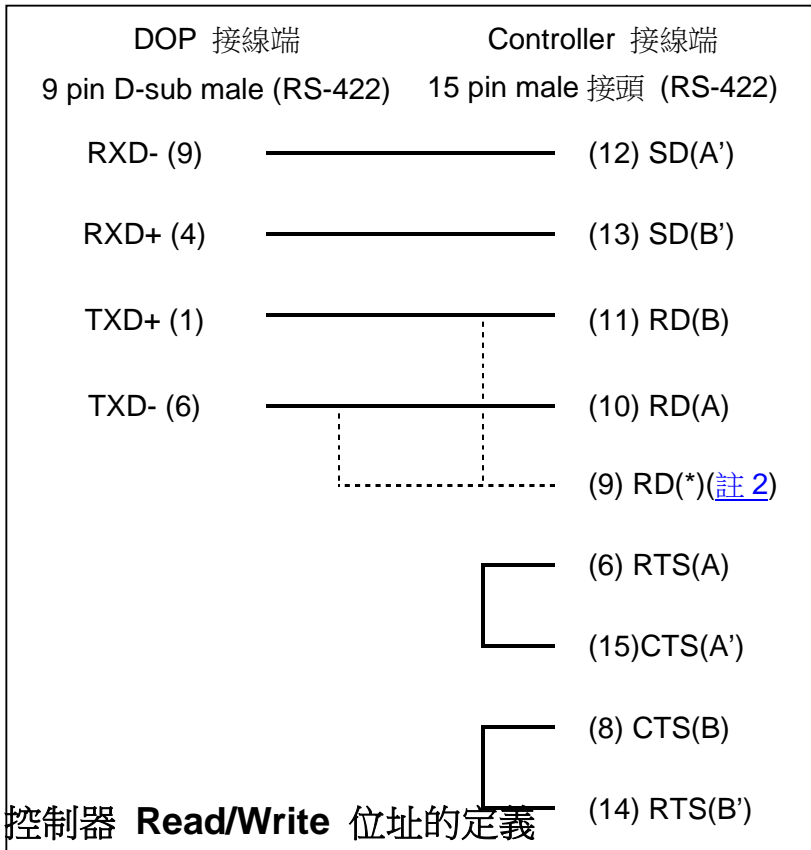 DOP 接線端 Controller 接線端
9 pin D-sub male (RS-422) 15 pin male 接頭 (RS-422)
RXD- (9) (12) SD(A’)
RXD+ (4) (13) SD(B’)
TXD+ (1) (11) RD(B)
TXD- (6) (10) RD(A)
(9) RD(*)(註 2)
(6) RTS(A)
(15)CTS(A’)
(8) CTS(B)
(14) RTS(B’)
控制器 Read/Write 位址的定義